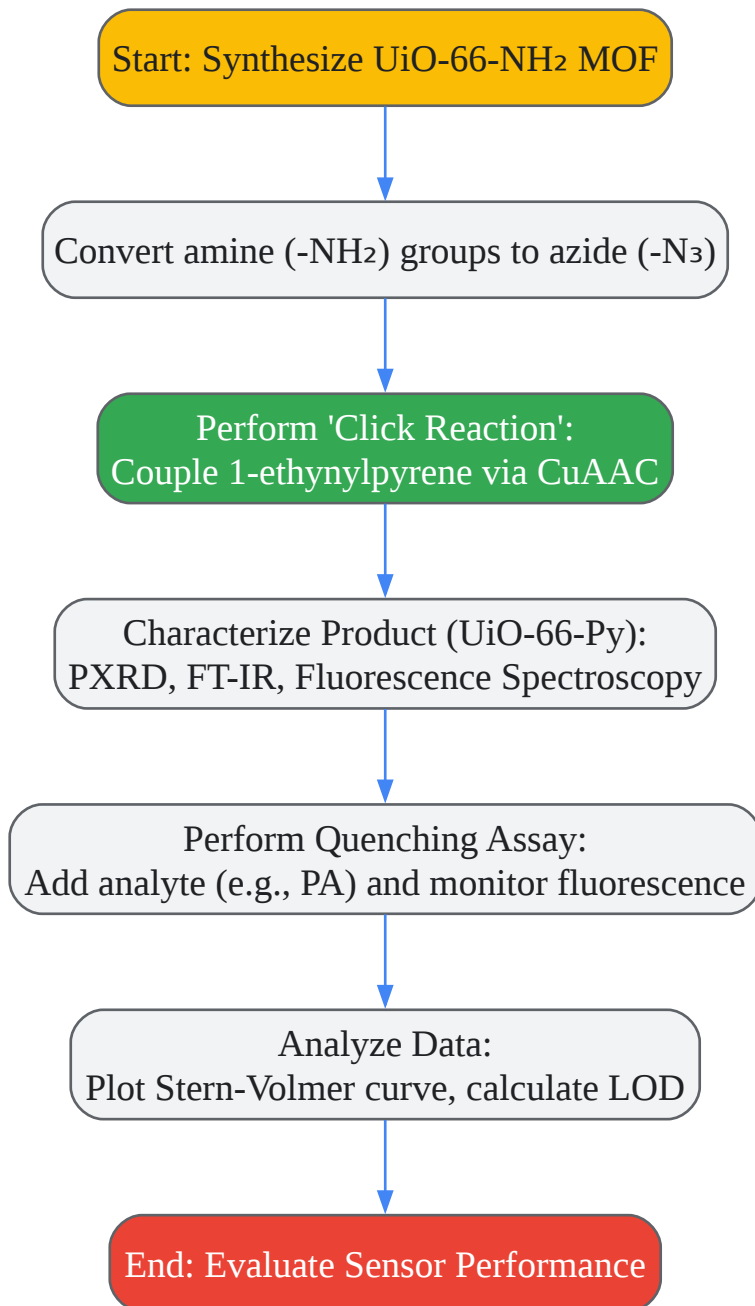 Start: Synthesize UiO-66-NH₂ MOF
Convert amine (-NH₂) groups to azide (-N₃)
Perform 'Click Reaction':
Couple 1-ethynylpyrene via CuAAC
Characterize Product (UiO-66-Py):
PXRD, FT-IR, Fluorescence Spectroscopy
Perform Quenching Assay:
Add analyte (e.g., PA) and monitor fluorescence
Analyze Data:
Plot Stern-Volmer curve, calculate LOD
End: Evaluate Sensor Performance